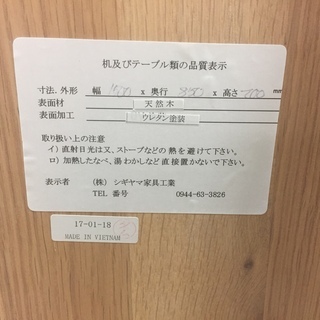 机及びテーブル類の品質表示
寸法.外形 幅 x 奥行 x 高さ mm
表面材 天然木
表面加工 ウレタン塗装
取り扱い上の注意
イ）直射日光は又、ストーブなどの 熱 を避けて下さい。
ロ）加熱したなべ、湯わかしなど 直 接置かないで下さい。
表示者 （株） シギヤマ家具工業
TEL 番号 0944-63-3826
17-01-18
MADE IN VIETNAM